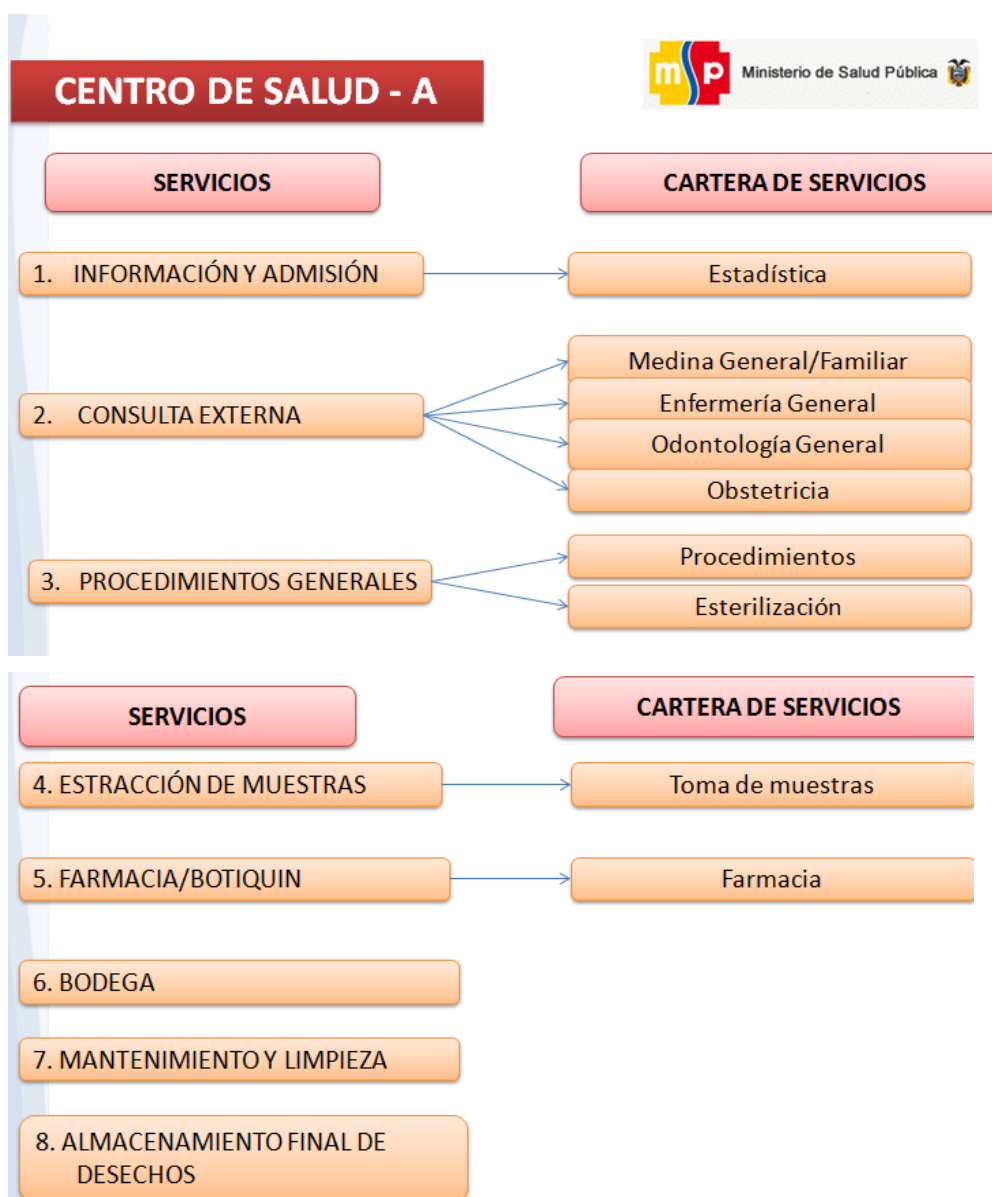 CENTRO DE SALUD - A
msp Ministerio de Salud Pública
SERVICIOS
CARTERA DE SERVICIOS
1. INFORMACIÓN Y ADMISIÓN
Estadística
2. CONSULTA EXTERNA
Medina General/Familiar
Enfermería General
Odontología General
Obstetricia
3. PROCEDIMIENTOS GENERALES
Procedimientos
Esterilización
SERVICIOS
CARTERA DE SERVICIOS
4. ESTRACCIÓN DE MUESTRAS
Toma de muestras
5. FARMACIA/BOTIQUIN
Farmacia
6. BODEGA
7. MANTENIMIENTO Y LIMPIEZA
8. ALMACENAMIENTO FINAL DE
DESECHOS